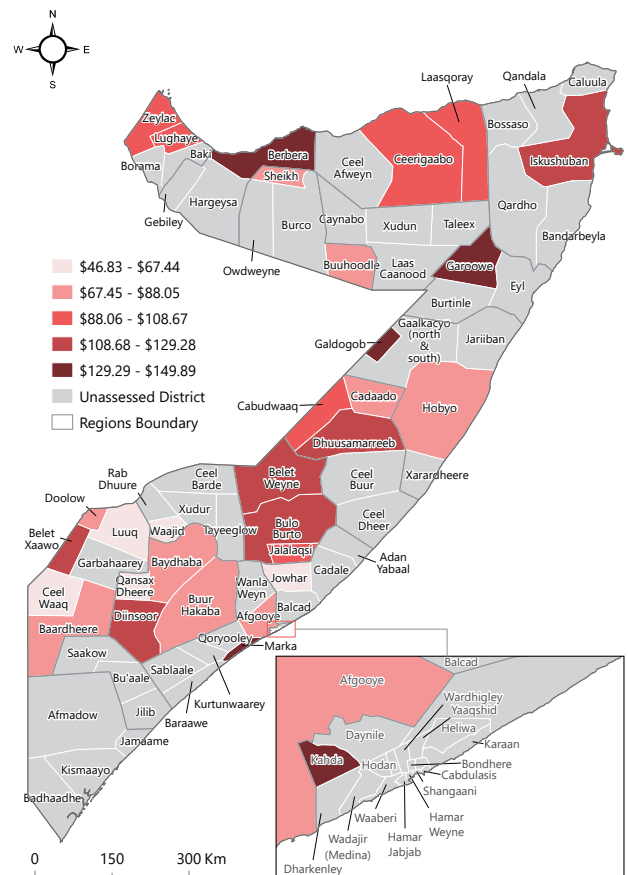 N
W
E
S
Laasqoray
Qandala
Caluula
Zeylac
Lughaye
Bossaso
Borama
Baki
Berbera
Ceel
Afweyn
Ceerigaabo
Iskushuban
Sheikh
Gebiley
Hargeysa
Burco
Caynabo
Xudun
Taleex
Qardho
Bandarbeyla
Owdweyne
Buuhoodle
Laas
Caanood
Garoowe
Eyl
Burtinle
$46.83 - $67.44
$67.45 - $88.05
$88.06 - $108.67
$108.68 - $129.28
$129.29 - $149.89
Unassessed District
Regions Boundary
Galdogob
Gaalkacyo
(north
&
south)
Jariiban
Cabudwaaq
Cadaado
Hobyo
Dhuusamarreeb
Rab
Dhuure
Ceel
Barde
Belet
Weyne
Ceel
Buur
Xarardheere
Doolow
Xudur
Ceel
Dheer
Belet
Xaawo
Luuq
Waajid
Tayeeglow
Bulo
Burto
Jalalaqsi
Garbahaarey
Baydhaba
Adan
Yabaal
Qansax
Dheere
Wanla
Weyn
Jowhar
Cadale
Ceel
Waaq
Buur
Hakaba
Balcad
Diinsoor
Afgooye
Baardheere
Qoryooley
Marka
Saakow
Bu'aale
Sablaale
Kurtunwaarey
Afmadow
Jilib
Baraawe
Jamaame
Kismaayo
Badhaadhe
0
150
300 Km
Balcad
Afgooye
Wardhigley
Yaaqshid
Daynile
Heliwa
Karaan
Kahda
Hodan
Bondhere
Cabdulasis
Shangaani
Waaberi
Hamar
Weyne
Wadajir
(Medina)
Hamar
Jabjab
Dharkenley